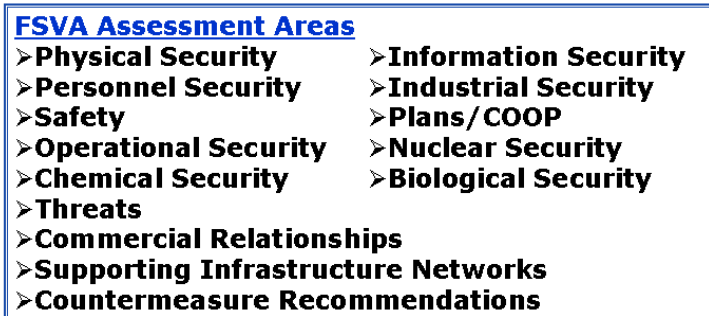 FSVA Assessment Areas
➢Physical Security ➢Information Security
➢Personnel Security ➢Industrial Security
➢Safety ➢Plans/COOP
➢Operational Security ➢Nuclear Security
➢Chemical Security ➢Biological Security
➢Threats
➢Commercial Relationships
➢Supporting Infrastructure Networks
➢Countermeasure Recommendations